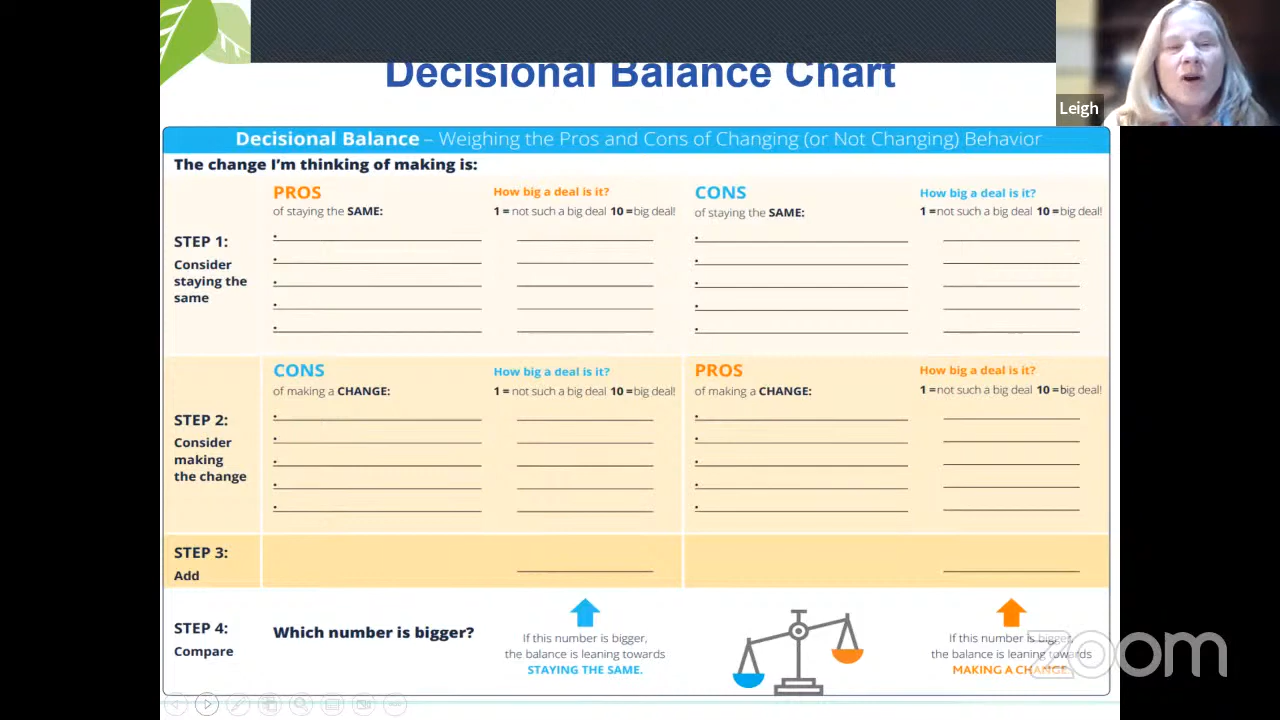 Decisional Balance Chart
Leigh
Decisional Balance – Weighing the Pros and Cons of Changing (or Not Changing) Behavior
The change I'm thinking of making is:
PROS
of staying the SAME:
How big a deal is it?
1 = not such a big deal 10 = big deal!
CONS
of staying the SAME:
How big a deal is it?
1 = not such a big deal 10 = big deal!
STEP 1:
Consider
staying the
same
CONS
of making a CHANGE:
How big a deal is it?
1 = not such a big deal 10 = big deal!
PROS
of making a CHANGE:
How big a deal is it?
1 = not such a big deal 10 = big deal!
STEP 2:
Consider
making
the change
STEP 3:
Add
STEP 4:
Compare
Which number is bigger?
If this number is bigger,
the balance is leaning towards
STAYING THE SAME.
If this number is bigger,
the balance is leaning towards
MAKING A CHANGE.
zoom